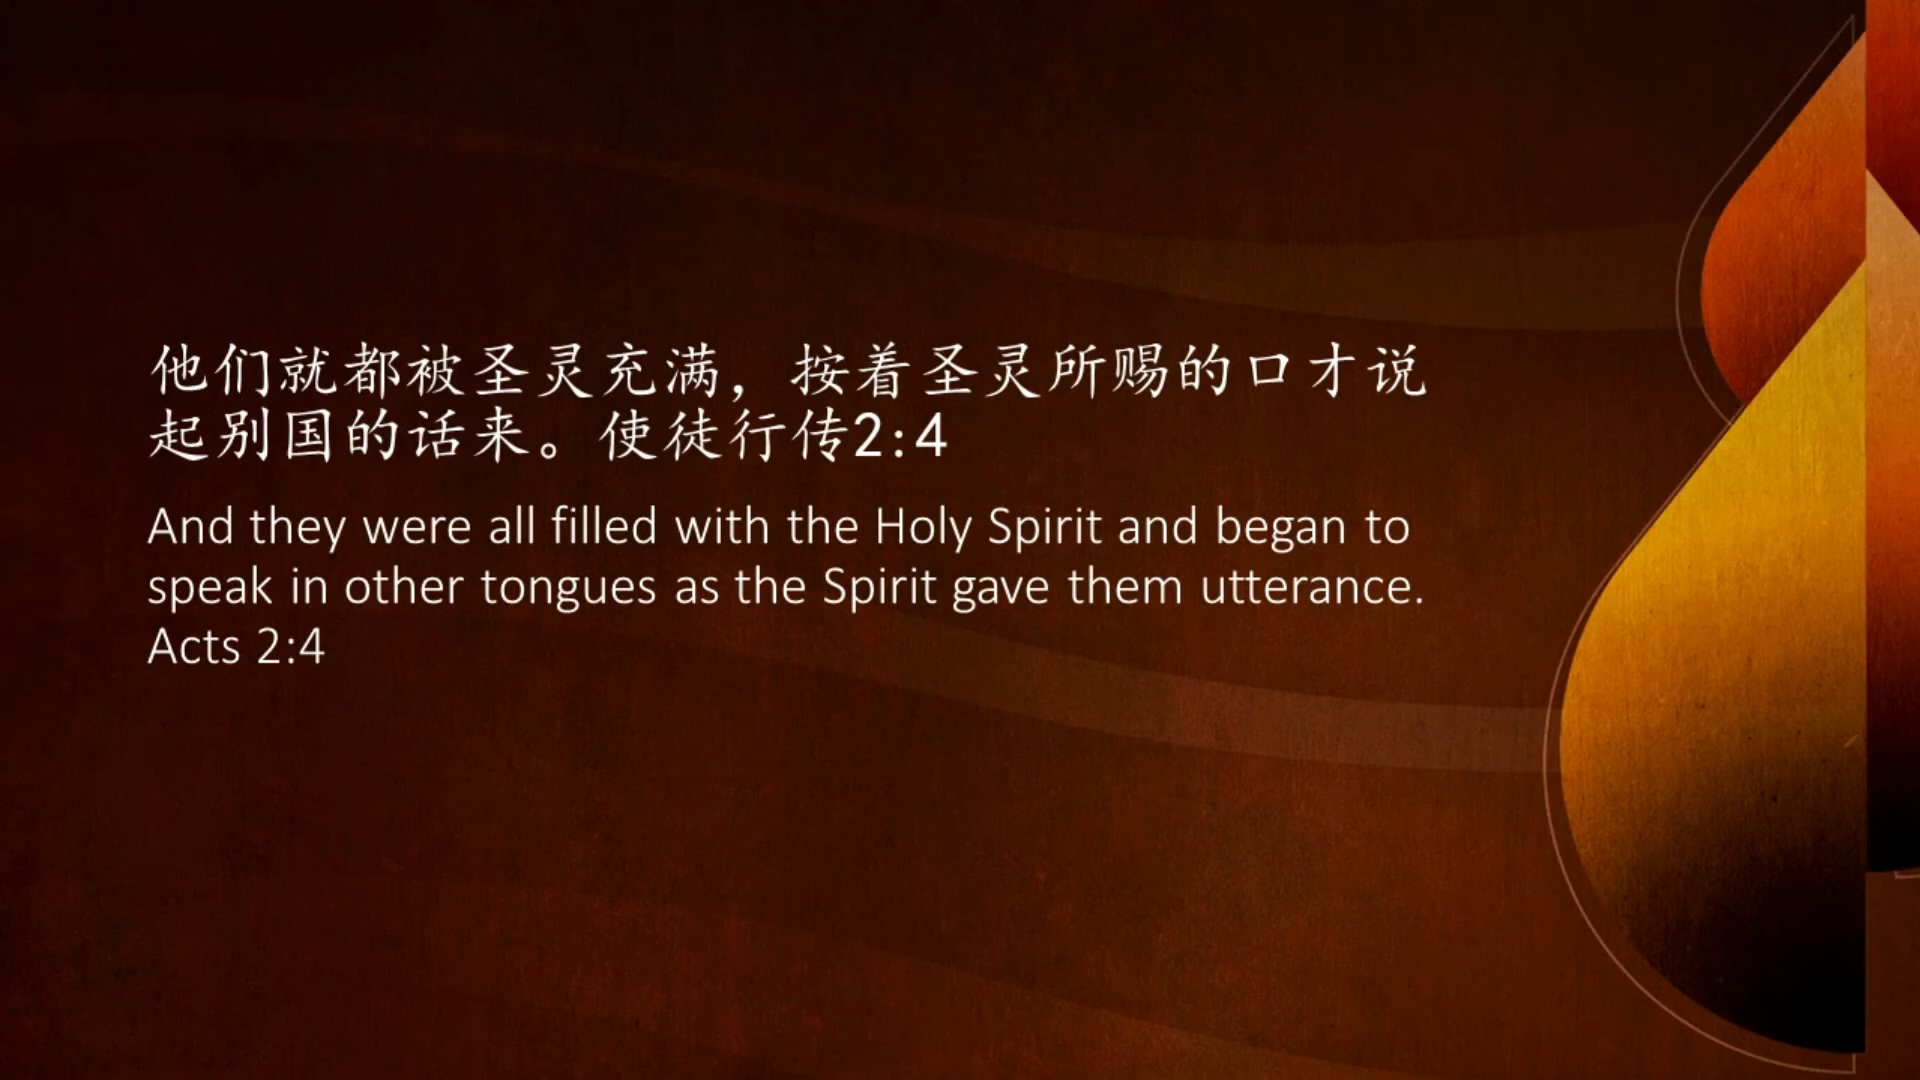 他们就都被圣灵充满，按着圣灵所赐的口才说
起别国的话来。使徒行传2:4
And they were all filled with the Holy Spirit and began to
speak in other tongues as the Spirit gave them utterance.
Acts 2:4